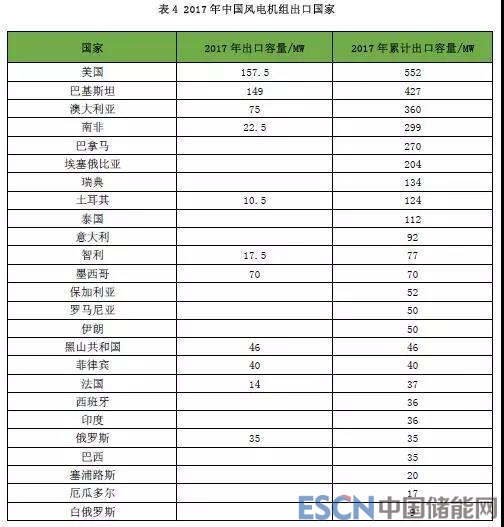 表 4 2017 年中国风电机组出口国家
国家 2017 年出口容量/MW 2017 年累计出口容量/MW
美国 157.5 552
巴基斯坦 149 427
澳大利亚 75 360
南非 22.5 299
巴拿马 270
埃塞俄比亚 204
瑞典 134
土耳其 10.5 124
泰国 112
意大利 92
智利 17.5 77
墨西哥 70 70
保加利亚 52
罗马尼亚 50
伊朗 50
黑山共和国 46 46
菲律宾 40 40
法国 14 37
西班牙 36
印度 36
俄罗斯 35 35
巴西 35
塞浦路斯 20
厄瓜多尔 17
白俄罗斯
ESCN中国储能网